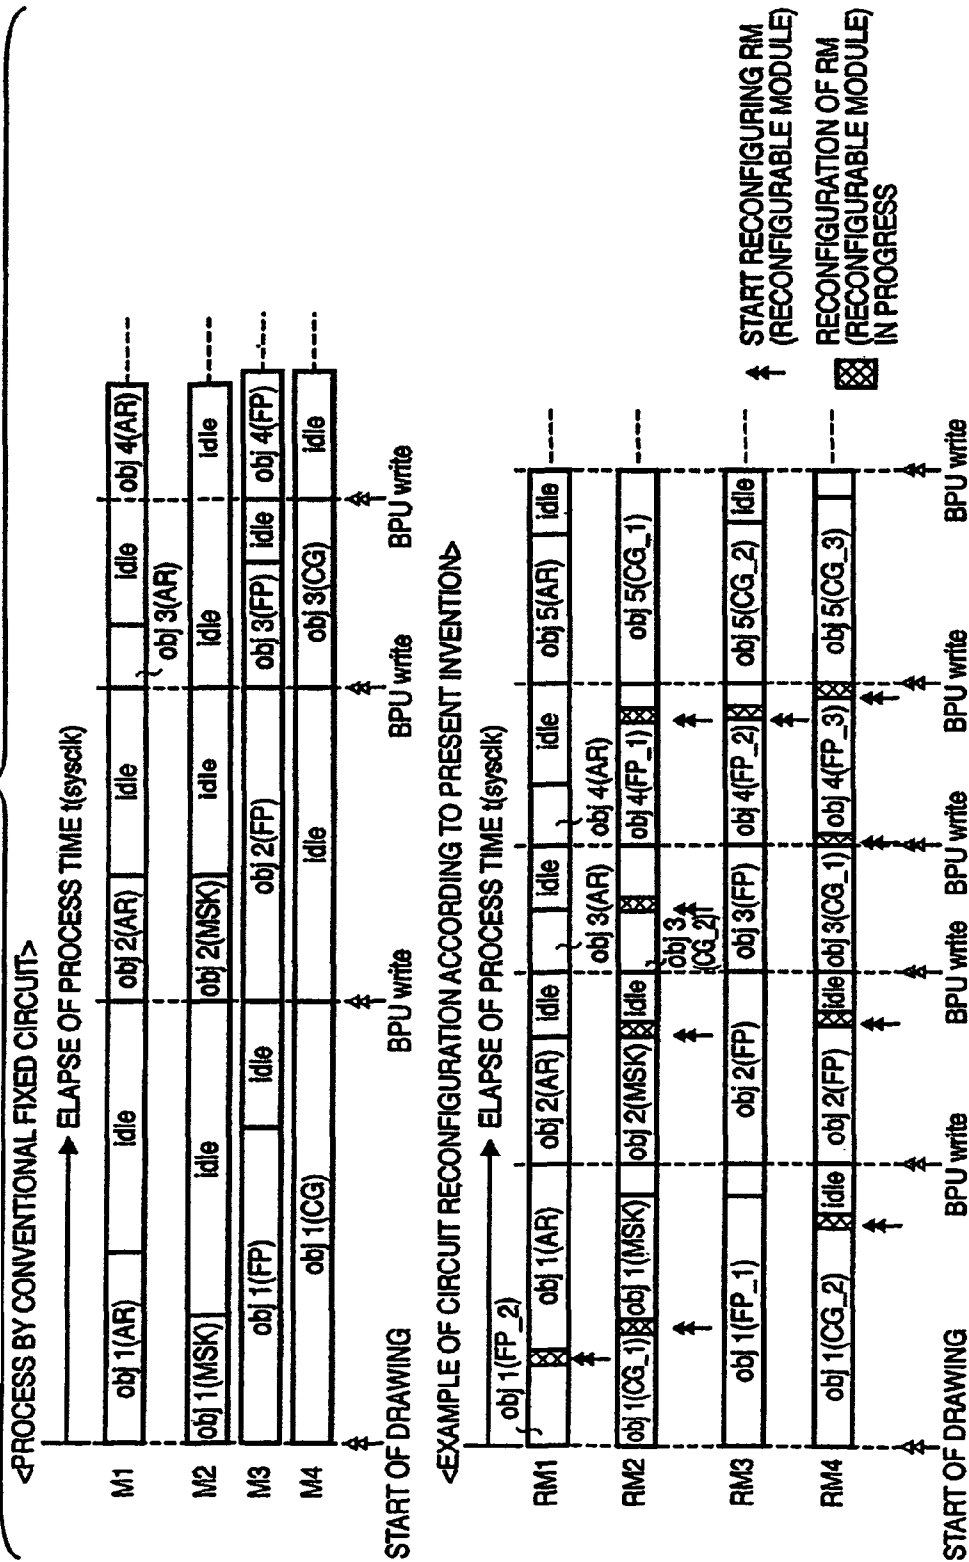 <PROCESS BY CONVENTIONAL FIXED CIRCUIT>
ELAPSE OF PROCESS TIME t(sysclk)
M1
obj 1(AR)
idle
obj 2(AR)
idle
idle
obj 4(AR)
obj 3(AR)
M2
obj 1(MSK)
idle
obj 2(MSK)
idle
idle
idle
M3
obj 1(FP)
idle
obj 2(FP)
obj 3(FP)
idle
obj 4(FP)
M4
obj 1(CG)
idle
obj 3(CG)
idle
START OF DRAWING
BPU write
BPU write
BPU write
<EXAMPLE OF CIRCUIT RECONFIGURATION ACCORDING TO PRESENT INVENTION>
ELAPSE OF PROCESS TIME t(sysclk)
obj 1(FP_2)
RM1
obj 1(AR)
obj 2(AR)
idle
idle
idle
obj 5(AR)
idle
obj 3(AR)
obj 4(AR)
RM2
obj 1(CG_1)
obj 1(MSK)
obj 2(MSK)
idle
obj 4(FP_1)
obj 5(CG_1)
obj 3
(CG_2)
RM3
obj 1(FP_1)
obj 2(FP)
obj 3(FP)
obj 4(FP_2)
obj 5(CG_2)
idle
RM4
obj 1(CG_2)
idle
obj 2(FP)
idle
obj 3(CG_1)
obj 4(FP_3)
obj 5(CG_3)
START OF DRAWING
BPU write
BPU write
BPU write
BPU write
BPU write
START RECONFIGURING RM
(RECONFIGURABLE MODULE)
RECONFIGURATION OF RM
(RECONFIGURABLE MODULE)
IN PROGRESS